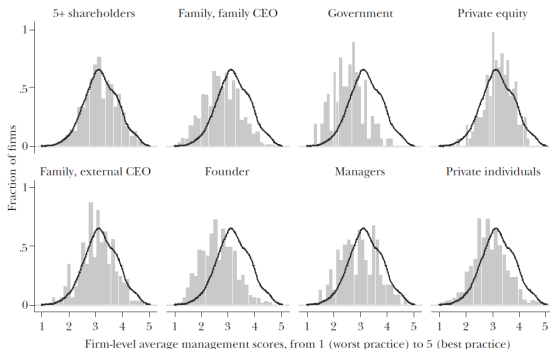 5+ shareholders Family, family CEO Government Private equity
1
.5
0
Family, external CEO Founder Managers Private individuals
1
.5
0
Fraction of firms
1 2 3 4 5 1 2 3 4 5 1 2 3 4 5 1 2 3 4 5
Firm-level average management scores, from 1 (worst practice) to 5 (best practice)